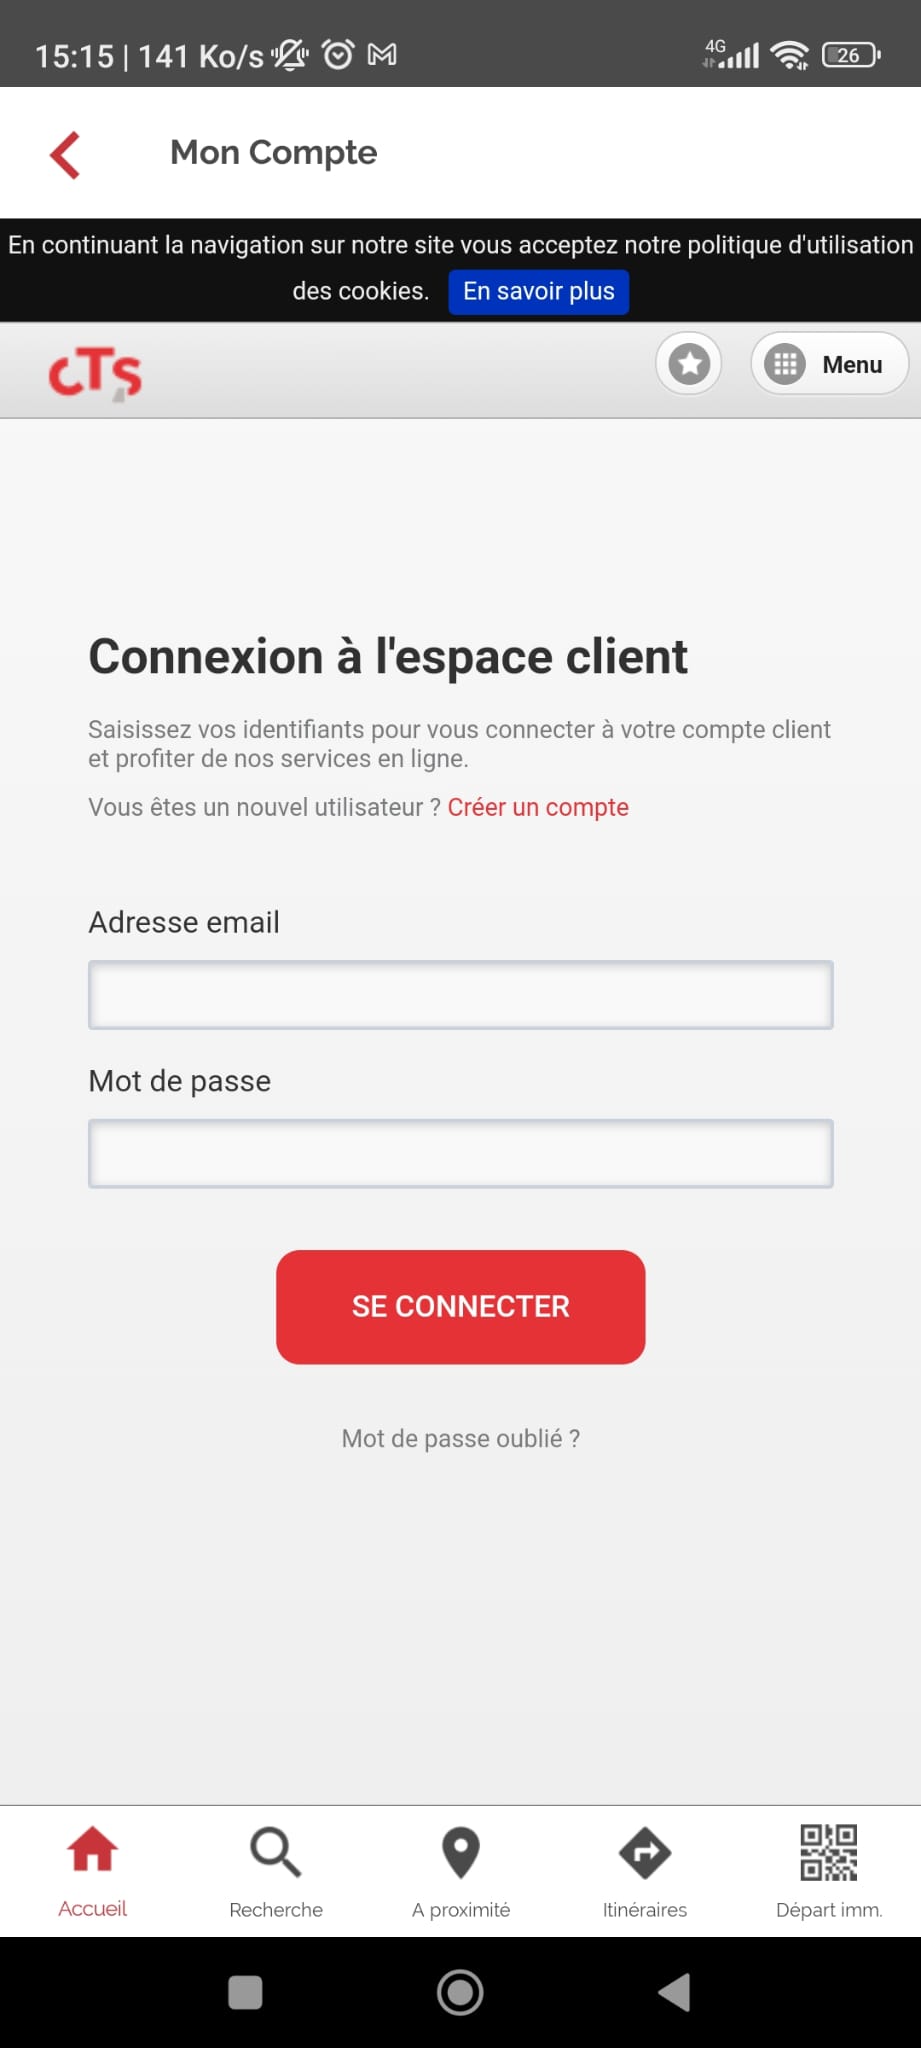 15:15 | 141 Ko/s
4G
26
Mon Compte
En continuant la navigation sur notre site vous acceptez notre politique d'utilisation
des cookies. En savoir plus
cTs
Menu
Connexion à l'espace client
Saisissez vos identifiants pour vous connecter à votre compte client
et profiter de nos services en ligne.
Vous êtes un nouvel utilisateur ? Créer un compte
Adresse email
Mot de passe
SE CONNECTER
Mot de passe oublié ?
Accueil
Recherche
A proximité
Itinéraires
Départ imm.